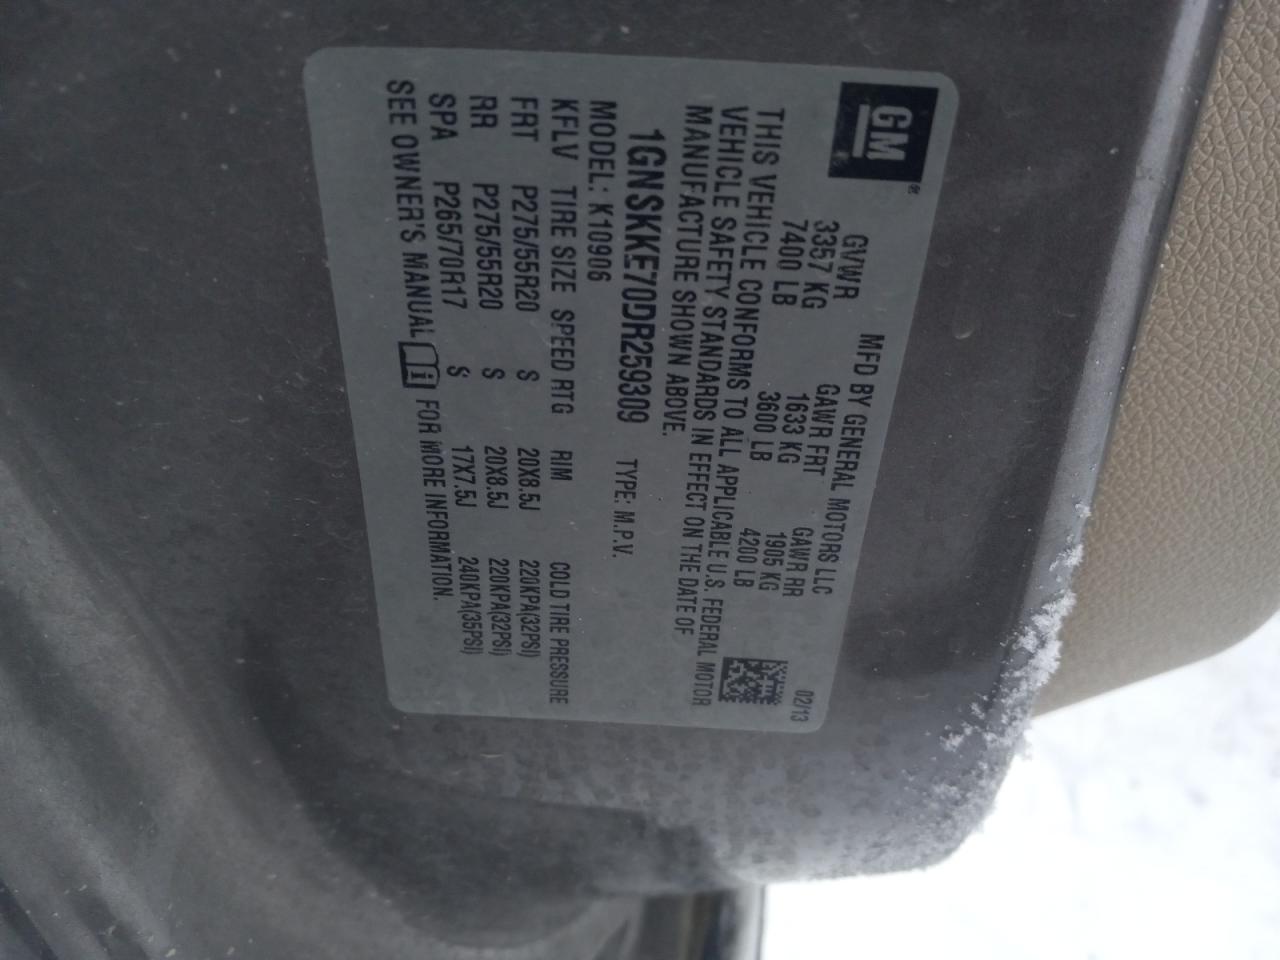 GM®
02/13
MFD BY GENERAL MOTORS LLC
GVWR GAWR FRT GAWR RR
3357 KG 1633 KG 1905 KG
7400 LB 3600 LB 4200 LB
THIS VEHICLE CONFORMS TO ALL APPLICABLE U.S. FEDERAL MOTOR
VEHICLE SAFETY STANDARDS IN EFFECT ON THE DATE OF
MANUFACTURE SHOWN ABOVE.
1GNSKKE70DR259309 TYPE: M.P.V.
MODEL: K10906
KFLV TIRE SIZE SPEED RTG RIM COLD TIRE PRESSURE
FRT P275/55R20 S 20X8.5J 220KPA(32PSI)
RR P275/55R20 S 20X8.5J 220KPA(32PSI)
SPA P265/70R17 S 17X7.5J 240KPA(35PSI)
SEE OWNER'S MANUAL i FOR MORE INFORMATION.